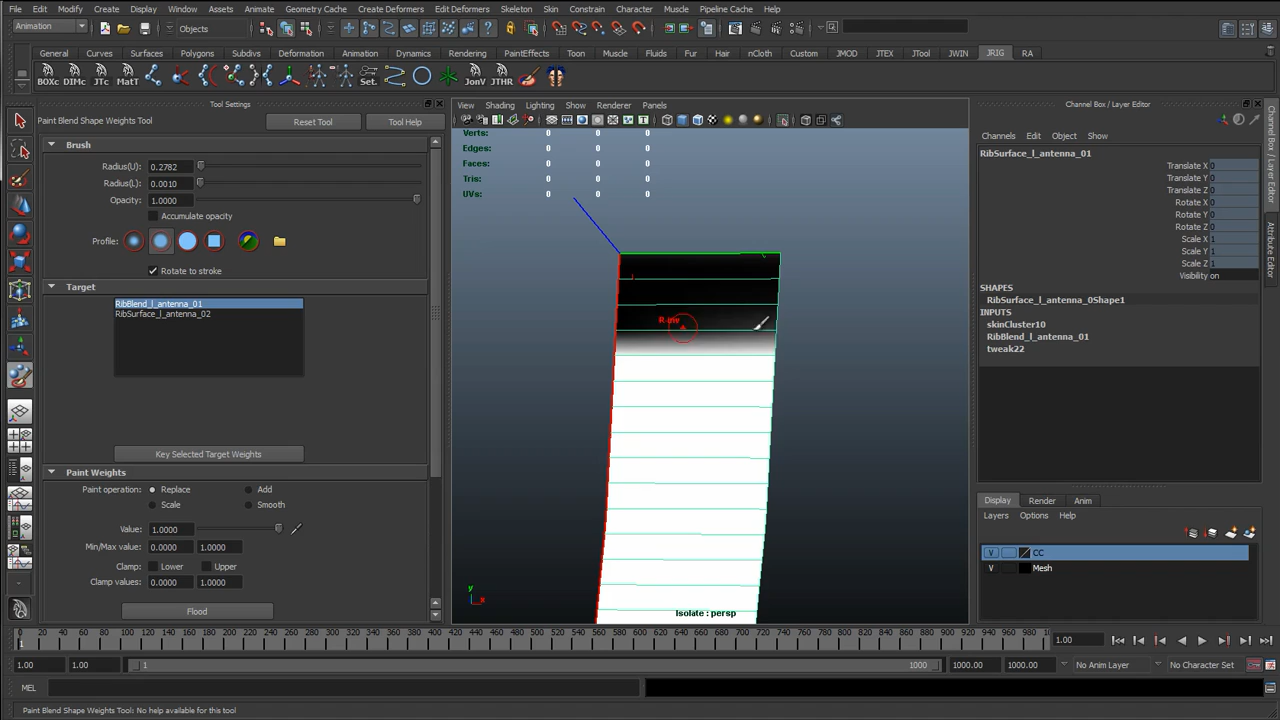 File Edit Modify Create Display Window Assets Animate Geometry Cache Create Deformers Edit Deformers Skeleton Skin Constrain Character Muscle Pipeline Cache Help
Animation Objects
General Curves Surfaces Polygons Subdivs Deformation Animation Dynamics Rendering PaintEffects Toon Muscle Fluids Fur Hair nCloth Custom JMOD JTEX JTool JWIN JRIG RA
BOXc DIMc JTc MatT Set. JonV JTHR
Tool Settings
Paint Blend Shape Weights Tool Reset Tool Tool Help
Brush
Radius(U): 0.2782
Radius(L): 0.0010
Opacity: 1.0000
Accumulate opacity
Profile:
Rotate to stroke
Target
RibBlend_l_antenna_01
RibSurface_l_antenna_02
Key Selected Target Weights
Paint Weights
Paint operation: Replace Add
Scale Smooth
Value: 1.0000
Min/Max value: 0.0000 1.0000
Clamp: Lower Upper
Clamp values: 0.0000 1.0000
Flood
View Shading Lighting Show Renderer Panels
Verts: 0 0 0
Edges: 0 0 0
Faces: 0 0 0
Tris: 0 0 0
UVs: 0 0 0
y
x
Isolate : persp
Channel Box / Layer Editor
Channels Edit Object Show
RibSurface_l_antenna_01
Translate X 0
Translate Y 0
Translate Z 0
Rotate X 0
Rotate Y 0
Rotate Z 0
Scale X 1
Scale Y 1
Scale Z 1
Visibility on
SHAPES
RibSurface_l_antenna_0Shape1
INPUTS
skinCluster10
RibBlend_l_antenna_01
tweak22
Display Render Anim
Layers Options Help
V CC
V Mesh
Channel Box / Layer Editor
Attribute Editor
0 20 40 60 80 100 120 140 160 180 200 220 240 260 280 300 320 340 360 380 400 420 440 460 480 500 520 540 560 580 600 620 640 660 680 700 720 740 760 780 800 820 840 860 880 900 920 940 960 980 10
1 1.00
1.00 1.00 1 1000 1000.00 1000.00 No Anim Layer No Character Set
MEL
Paint Blend Shape Weights Tool: No help available for this tool